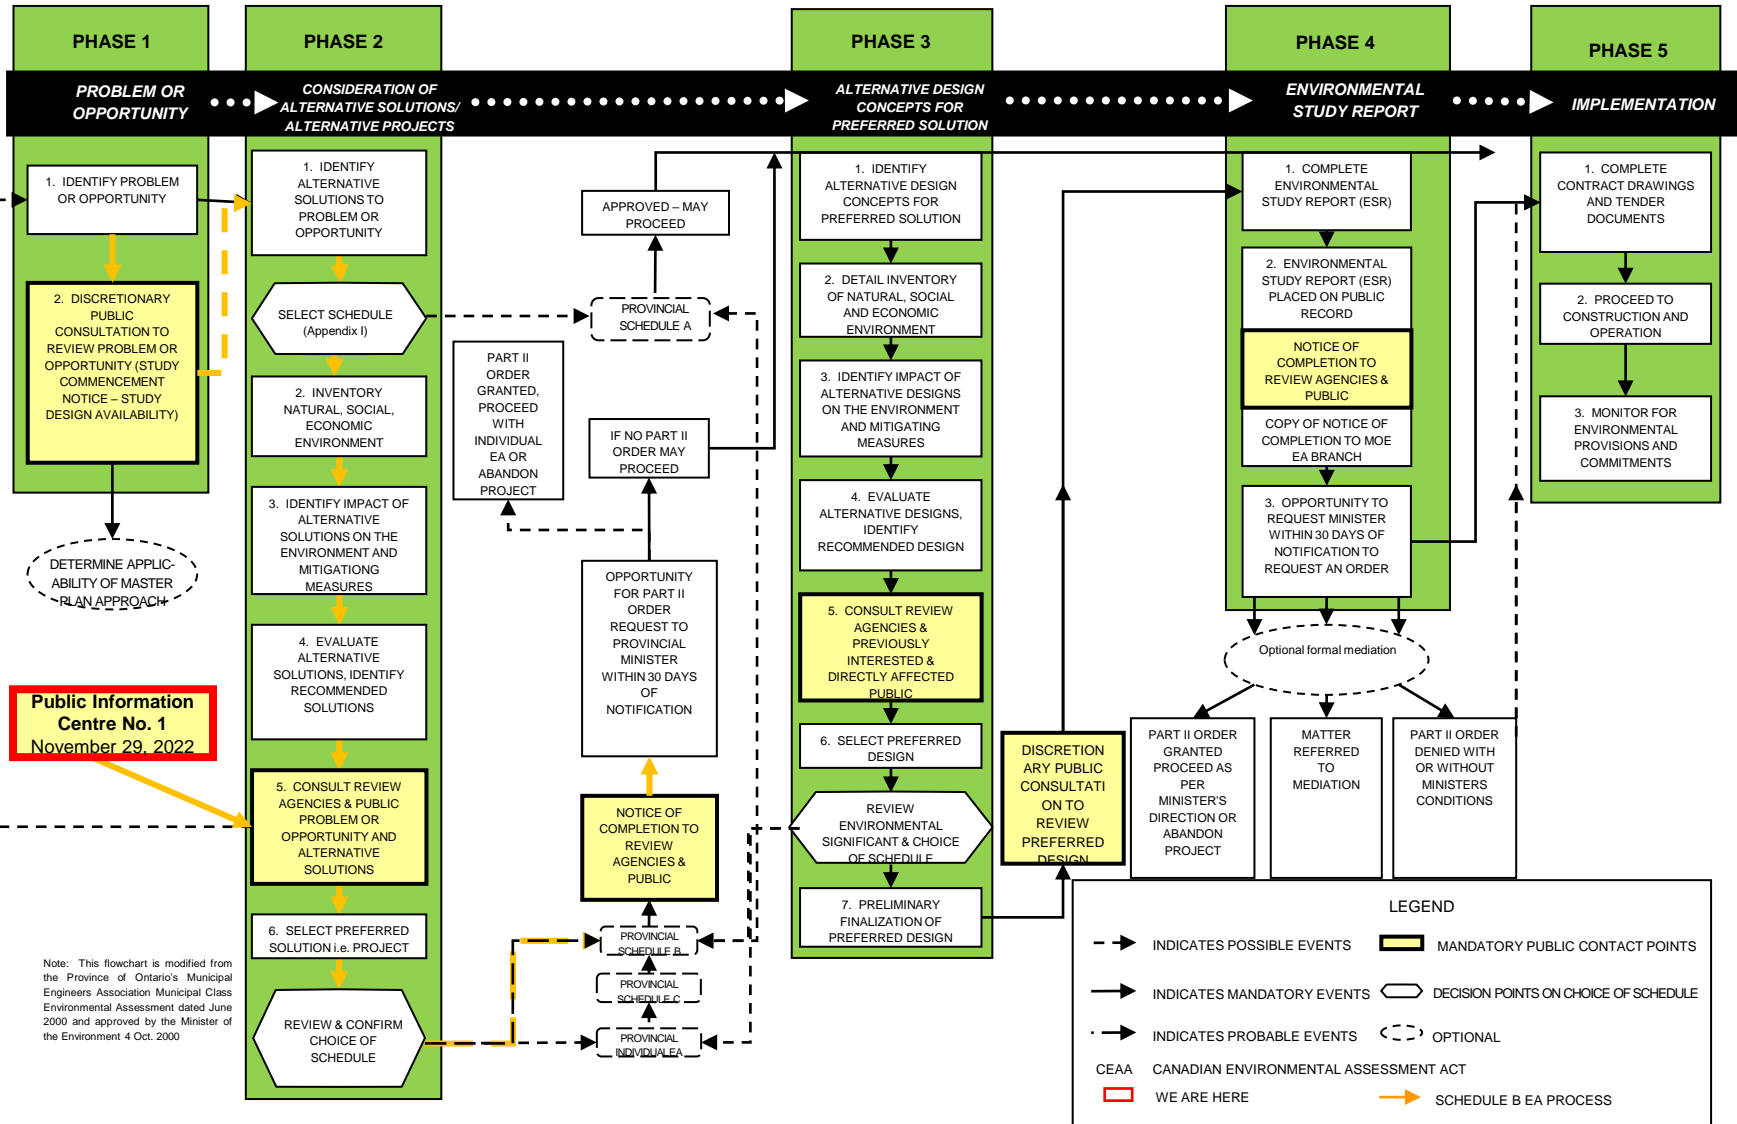 PHASE 1
PROBLEM OR
OPPORTUNITY
1. IDENTIFY PROBLEM
OR OPPORTUNITY
2. DISCRETIONARY
PUBLIC
CONSULTATION TO
REVIEW PROBLEM OR
OPPORTUNITY (STUDY
COMMENCEMENT
NOTICE – STUDY
DESIGN AVAILABILITY)
DETERMINE APPLIC-
ABILITY OF MASTER
PLAN APPROACH
Public Information
Centre No. 1
November 29, 2022
Note: This flowchart is modified from
the Province of Ontario's Municipal
Engineers Association Municipal Class
Environmental Assessment dated June
2000 and approved by the Minister of
the Environment 4 Oct. 2000
PHASE 2
CONSIDERATION OF
ALTERNATIVE SOLUTIONS/
ALTERNATIVE PROJECTS
1. IDENTIFY
ALTERNATIVE
SOLUTIONS TO
PROBLEM OR
OPPORTUNITY
SELECT SCHEDULE
(Appendix I)
2. INVENTORY
NATURAL, SOCIAL,
ECONOMIC
ENVIRONMENT
3. IDENTIFY IMPACT OF
ALTERNATIVE
SOLUTIONS ON THE
ENVIRONMENT AND
MITIGATIONG
MEASURES
4. EVALUATE
ALTERNATIVE
SOLUTIONS, IDENTIFY
RECOMMENDED
SOLUTIONS
5. CONSULT REVIEW
AGENCIES & PUBLIC
PROBLEM OR
OPPORTUNITY AND
ALTERNATIVE
SOLUTIONS
6. SELECT PREFERRED
SOLUTION i.e. PROJECT
REVIEW & CONFIRM
CHOICE OF
SCHEDULE
APPROVED – MAY
PROCEED
PROVINCIAL
SCHEDULE A
PART II
ORDER
GRANTED,
PROCEED
WITH
INDIVIDUAL
EA OR
ABANDON
PROJECT
IF NO PART II
ORDER MAY
PROCEED
OPPORTUNITY
FOR PART II
ORDER
REQUEST TO
PROVINCIAL
MINISTER
WITHIN 30 DAYS
OF
NOTIFICATION
NOTICE OF
COMPLETION TO
REVIEW
AGENCIES &
PUBLIC
PROVINCIAL
SCHEDULE B
PROVINCIAL
SCHEDULE C
PROVINCIAL
INDIVIDUAL EA
PHASE 3
ALTERNATIVE DESIGN
CONCEPTS FOR
PREFERRED SOLUTION
1. IDENTIFY
ALTERNATIVE DESIGN
CONCEPTS FOR
PREFERRED SOLUTION
2. DETAIL INVENTORY
OF NATURAL, SOCIAL
AND ECONOMIC
ENVIRONMENT
3. IDENTIFY IMPACT OF
ALTERNATIVE DESIGNS
ON THE ENVIRONMENT
AND MITIGATING
MEASURES
4. EVALUATE
ALTERNATIVE DESIGNS,
IDENTIFY
RECOMMENDED DESIGN
5. CONSULT REVIEW
AGENCIES &
PREVIOUSLY
INTERESTED &
DIRECTLY AFFECTED
PUBLIC
6. SELECT PREFERRED
DESIGN
REVIEW
ENVIRONMENTAL
SIGNIFICANT & CHOICE
OF SCHEDULE
7. PRELIMINARY
FINALIZATION OF
PREFERRED DESIGN
DISCRETION
ARY PUBLIC
CONSULTATI
ON TO
REVIEW
PREFERRED
DESIGN
PHASE 4
ENVIRONMENTAL
STUDY REPORT
1. COMPLETE
ENVIRONMENTAL
STUDY REPORT (ESR)
2. ENVIRONMENTAL
STUDY REPORT (ESR)
PLACED ON PUBLIC
RECORD
NOTICE OF
COMPLETION TO
REVIEW AGENCIES &
PUBLIC
COPY OF NOTICE OF
COMPLETION TO MOE
EA BRANCH
3. OPPORTUNITY TO
REQUEST MINISTER
WITHIN 30 DAYS OF
NOTIFICATION TO
REQUEST AN ORDER
Optional formal mediation
PART II ORDER
GRANTED
PROCEED AS
PER
MINISTER'S
DIRECTION OR
ABANDON
PROJECT
MATTER
REFERRED
TO
MEDIATION
PART II ORDER
DENIED WITH
OR WITHOUT
MINISTERS
CONDITIONS
PHASE 5
IMPLEMENTATION
1. COMPLETE
CONTRACT DRAWINGS
AND TENDER
DOCUMENTS
2. PROCEED TO
CONSTRUCTION AND
OPERATION
3. MONITOR FOR
ENVIRONMENTAL
PROVISIONS AND
COMMITMENTS
LEGEND
INDICATES POSSIBLE EVENTS
MANDATORY PUBLIC CONTACT POINTS
INDICATES MANDATORY EVENTS
DECISION POINTS ON CHOICE OF SCHEDULE
INDICATES PROBABLE EVENTS
OPTIONAL
CEAA CANADIAN ENVIRONMENTAL ASSESSMENT ACT
WE ARE HERE
SCHEDULE B EA PROCESS